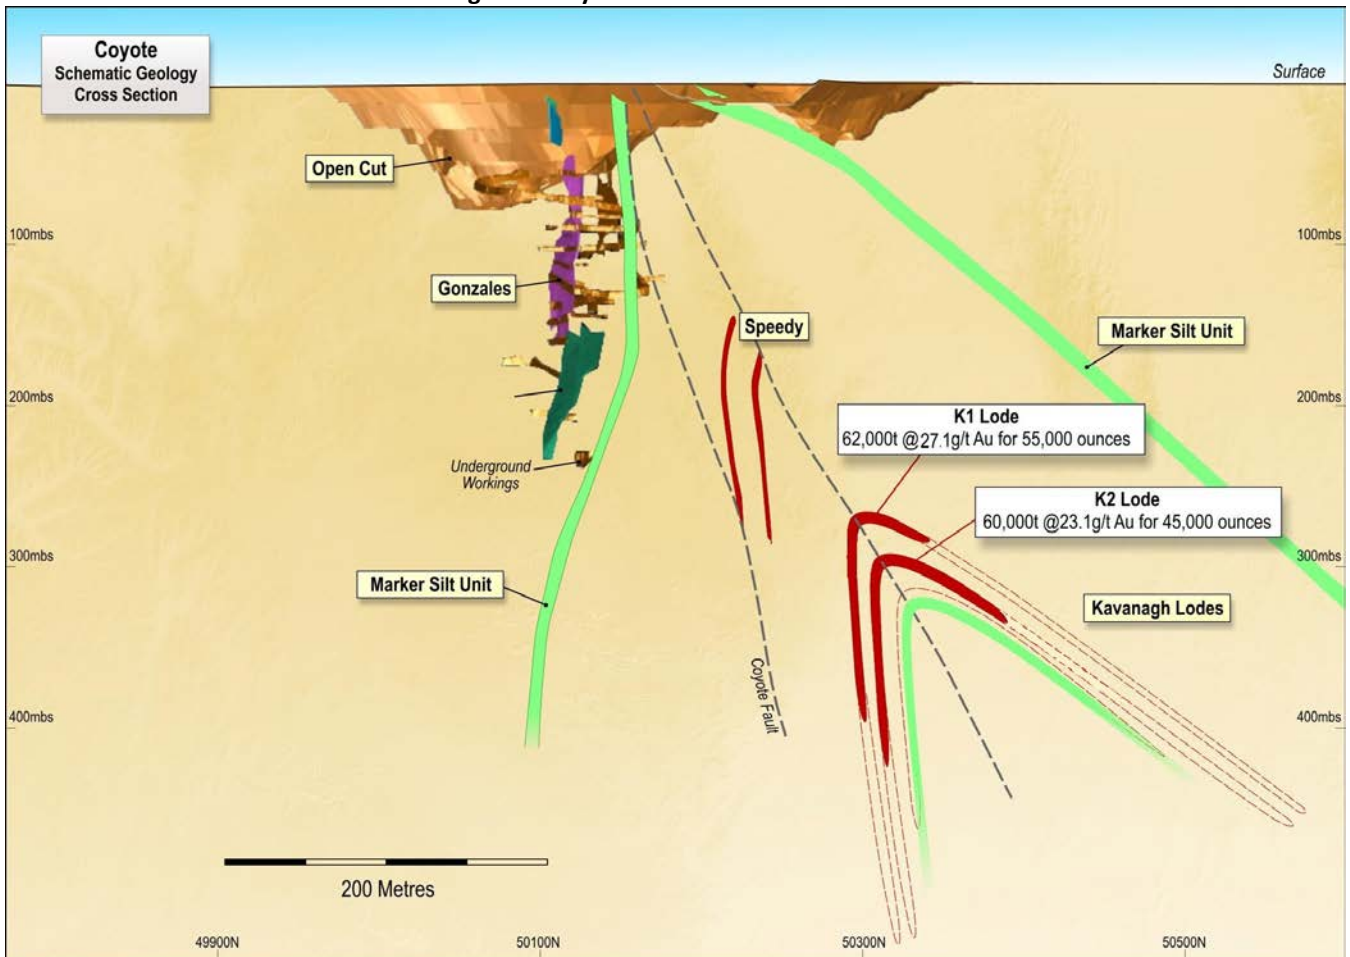 Coyote
Schematic Geology
Cross Section
Surface
Open Cut
100mbs
100mbs
Gonzales
Speedy
Marker Silt Unit
200mbs
200mbs
K1 Lode
62,000t @27.1g/t Au for 55,000 ounces
Underground
Workings
K2 Lode
60,000t @23.1g/t Au for 45,000 ounces
300mbs
300mbs
Marker Silt Unit
Kavanagh Lodes
Coyote Fault
400mbs
400mbs
200 Metres
49900N
50100N
50300N
50500N